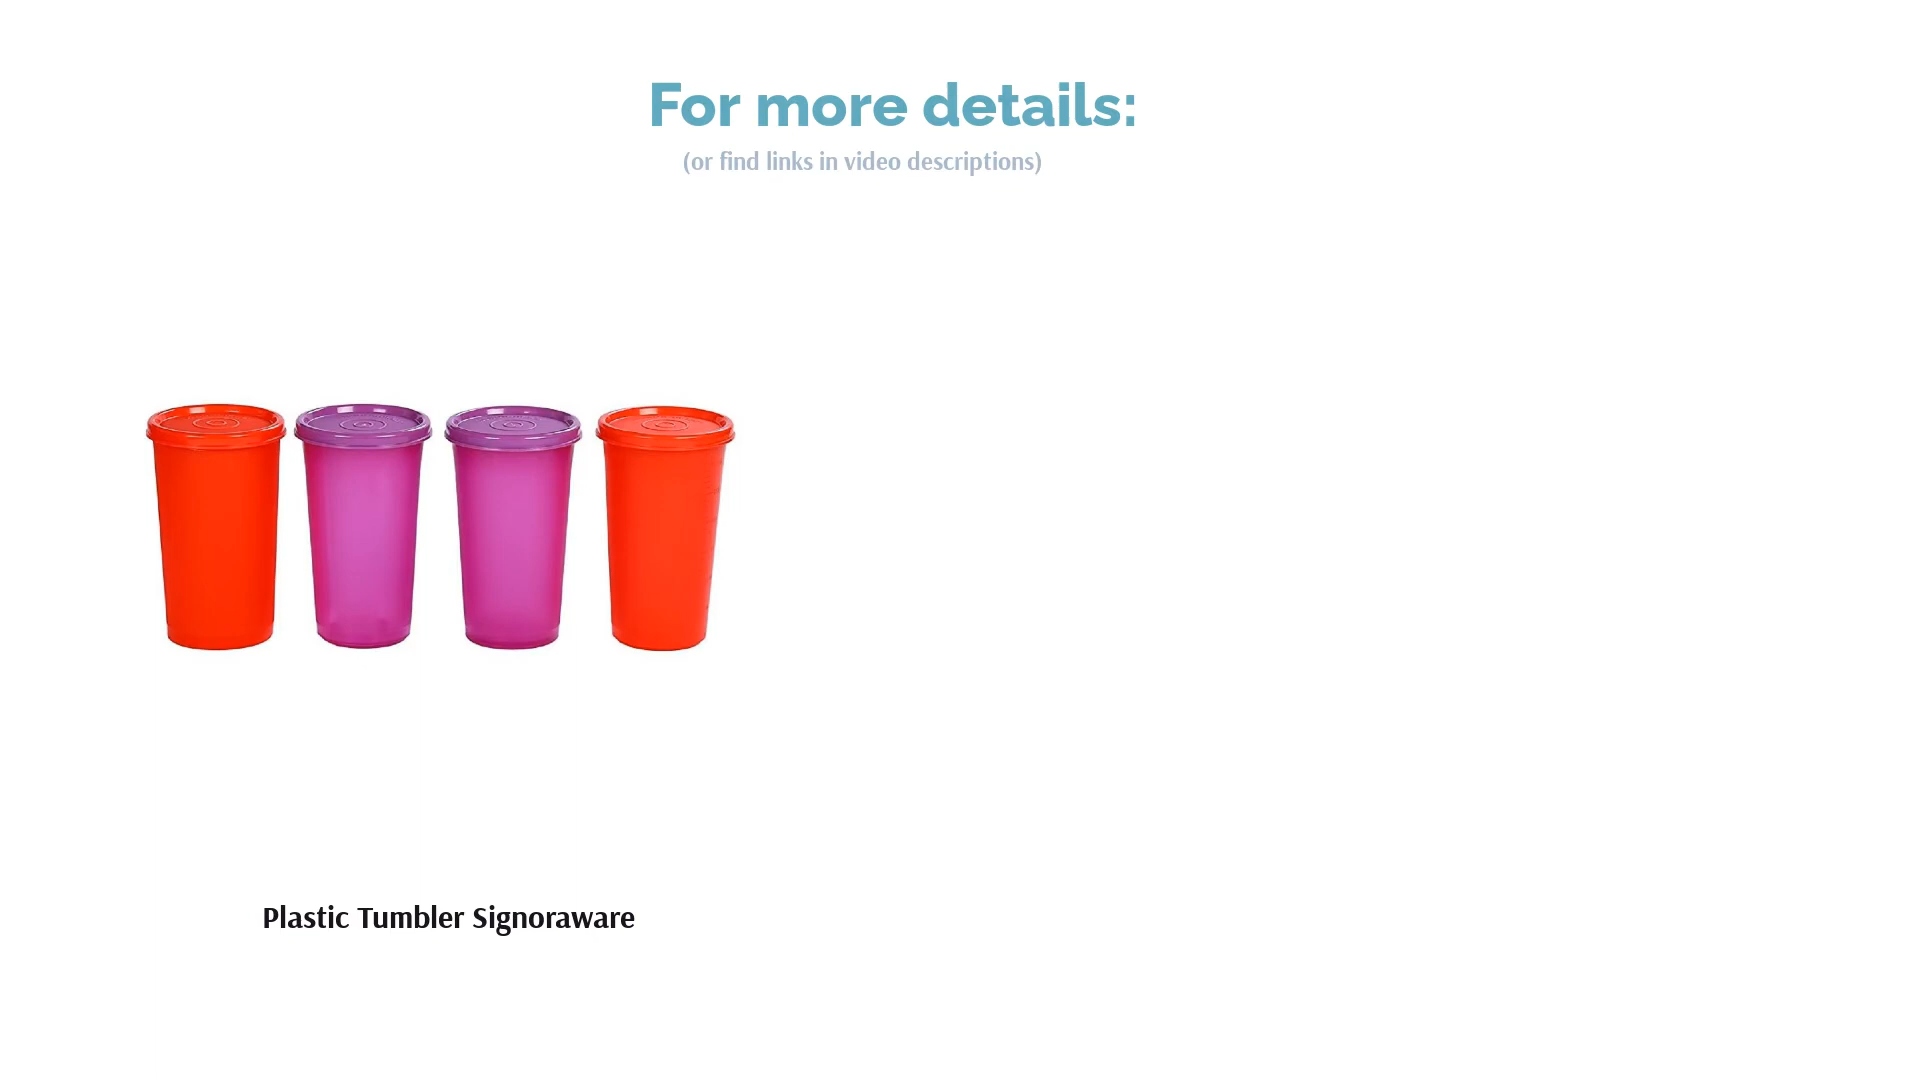 For more details:
(or find links in video descriptions)
Plastic Tumbler Signoraware